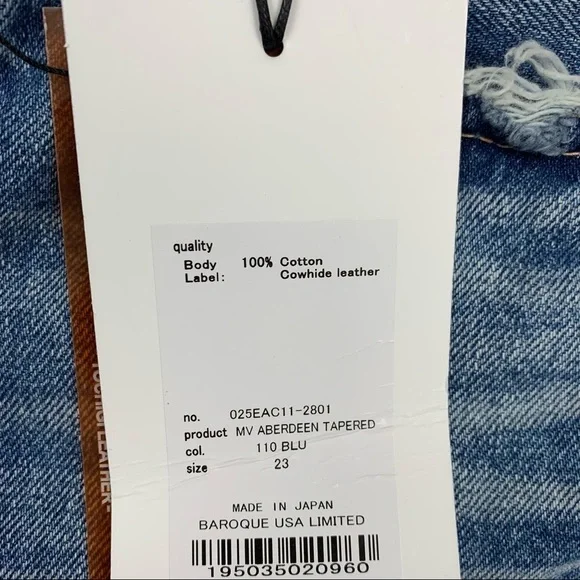 quality
Body 100% Cotton
Label: Cowhide leather
no. 025EAC11-2801
product MV ABERDEEN TAPERED
col. 110 BLU
size 23
MADE IN JAPAN
BAROQUE USA LIMITED
195035020960
LEATHER